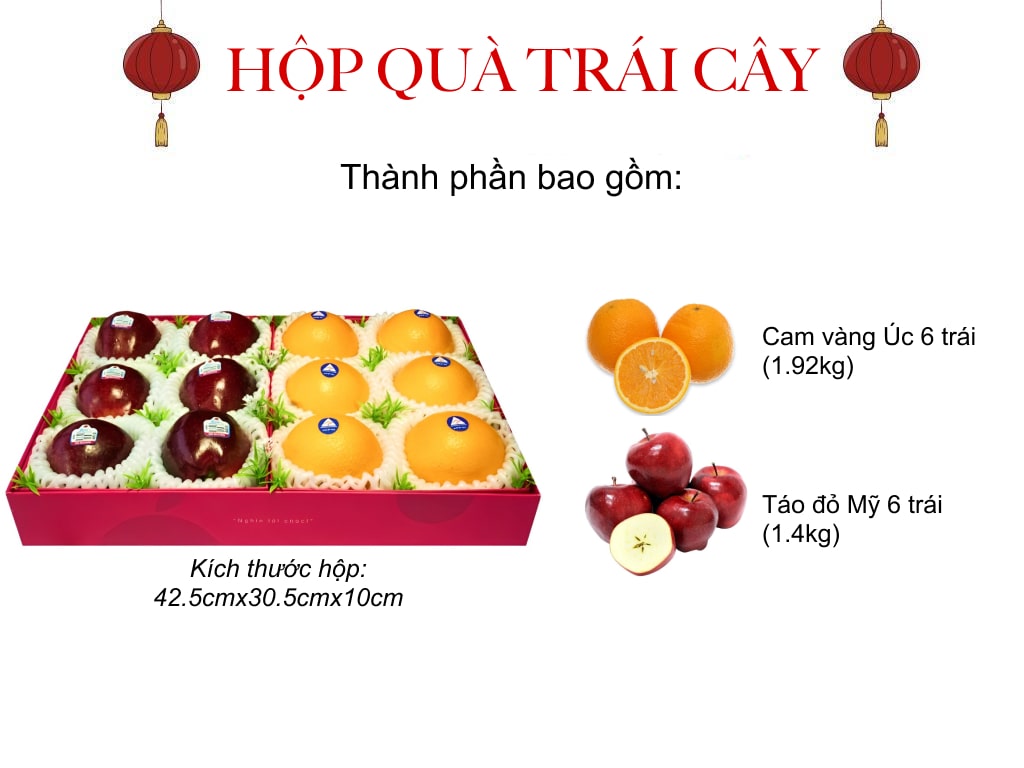 HỘP QUÀ TRÁI CÂY
Thành phần bao gồm:
Cam vàng Úc 6 trái
(1.92kg)
Táo đỏ Mỹ 6 trái
(1.4kg)
"Nghìn lời chúc!"
Kích thước hộp:
42.5cmx30.5cmx10cm